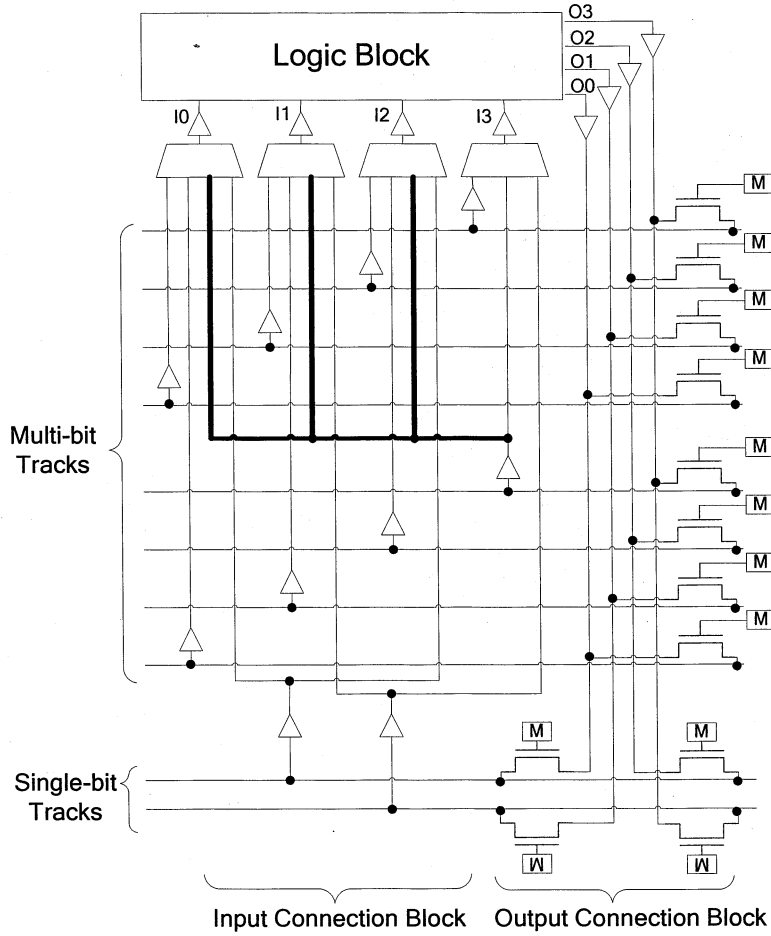 O3
O2
Logic Block
O1
O0
I0
I1
I2
I3
M
M
M
M
Multi-bit
Tracks
M
M
M
M
M
M
Single-bit
Tracks
M
M
Input Connection Block
Output Connection Block